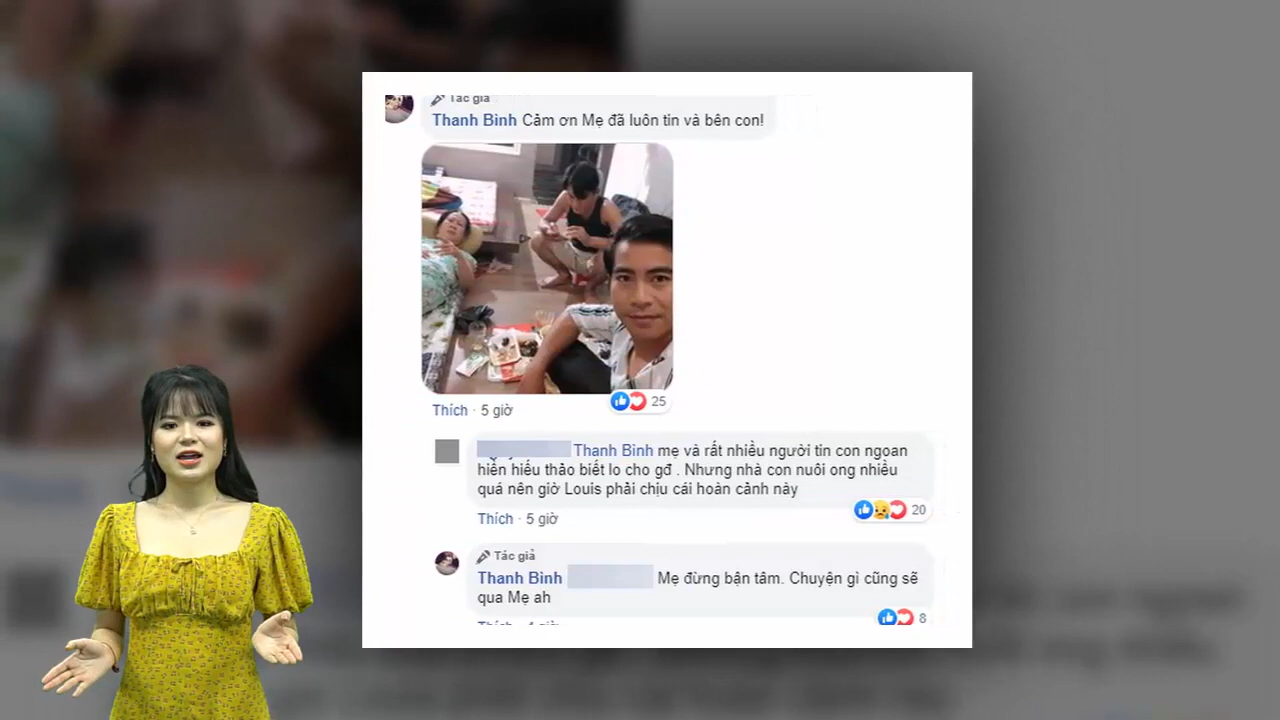 Tác giả
Thanh Bình Cảm ơn Mẹ đã luôn tin và bên con!
Thích · 5 giờ
25
Thanh Bình mẹ và rất nhiều người tin con ngoan
hiền hiếu thảo biết lo cho gđ . Nhưng nhà con nuôi ong nhiều
quá nên giờ Louis phải chịu cái hoàn cảnh này
20
Thích · 5 giờ
Tác giả
Thanh Bình Mẹ đừng bận tâm. Chuyện gì cũng sẽ
qua Mẹ ah
8